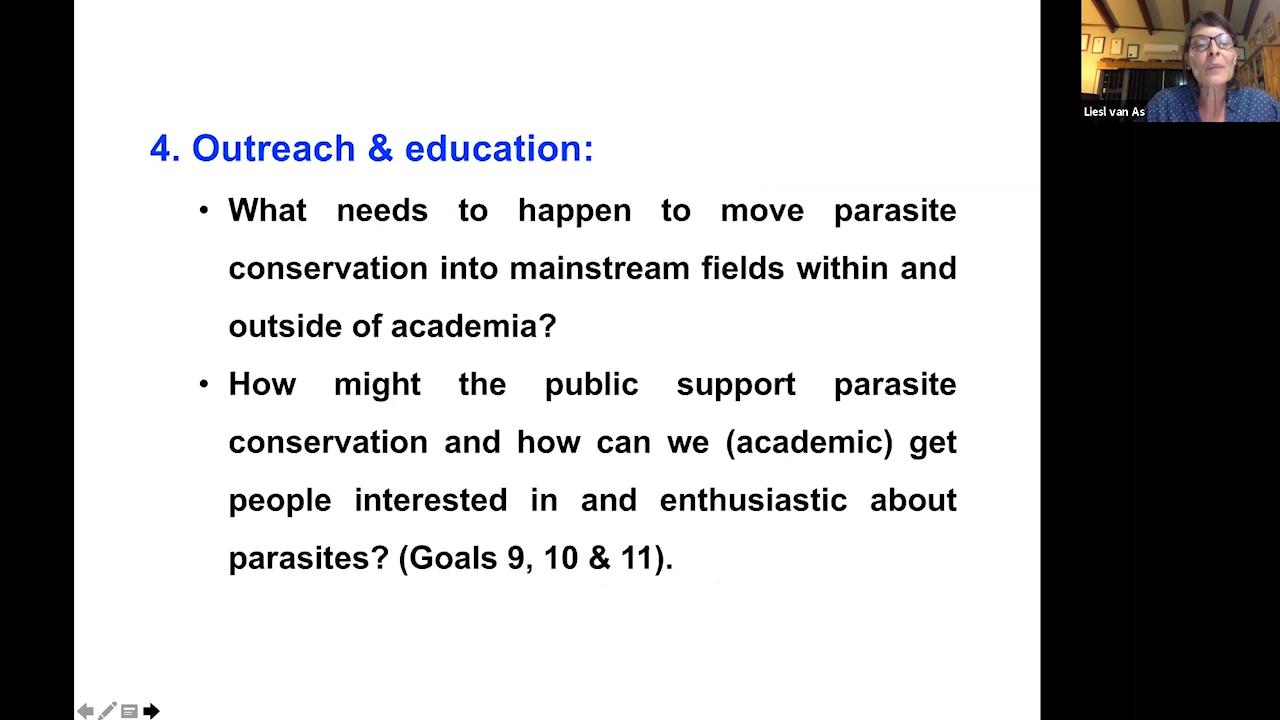 Liesl van As
4. Outreach & education:
• What needs to happen to move parasite
conservation into mainstream fields within and
outside of academia?
• How might the public support parasite
conservation and how can we (academic) get
people interested in and enthusiastic about
parasites? (Goals 9, 10 & 11).